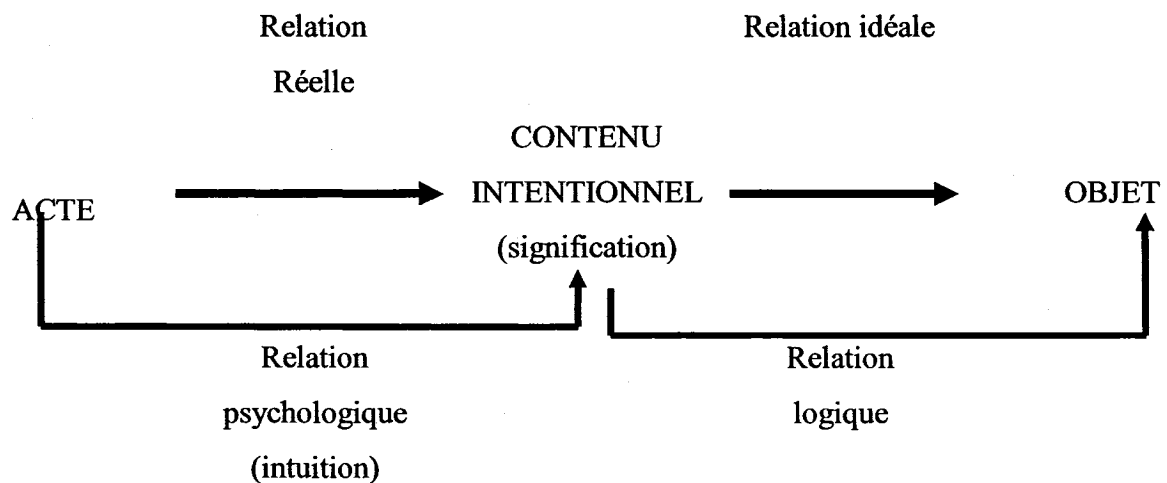 Relation
Réelle
Relation idéale
CONTENU
ACTE
INTENTIONNEL
OBJET
(signification)
Relation
psychologique
(intuition)
Relation
logique